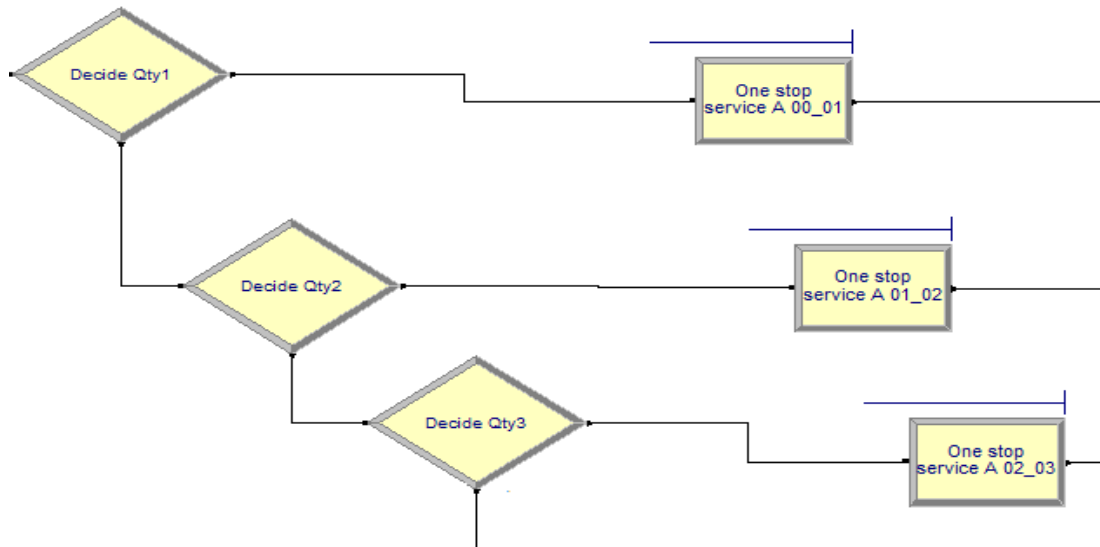 Decide Qty1
One stop
service A 00_01
Decide Qty2
One stop
service A 01_02
Decide Qty3
One stop
service A 02_03